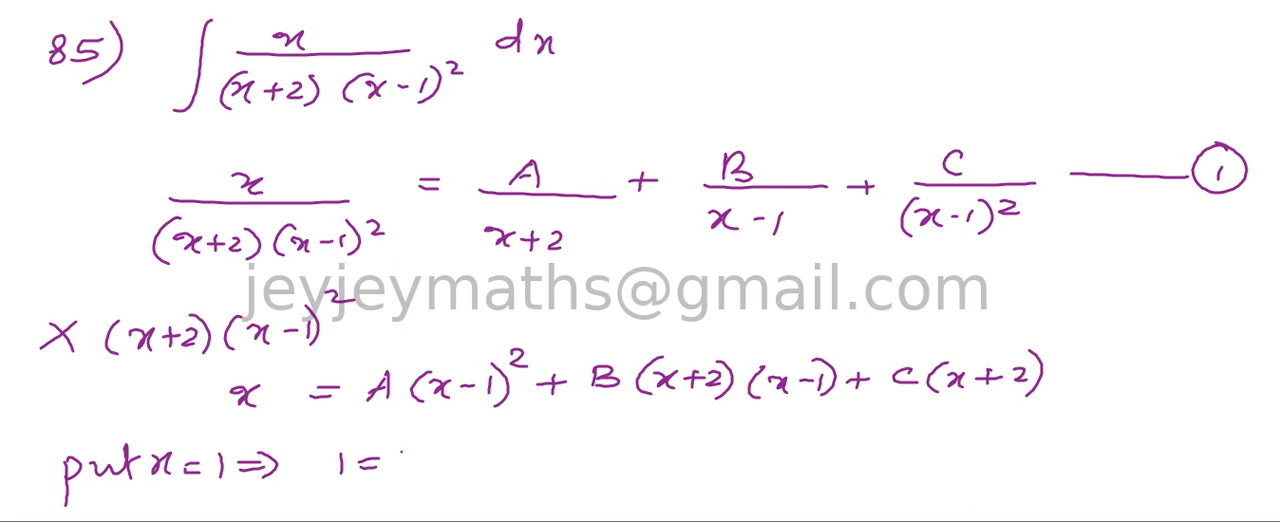 85) ∫ x / ((x+2) (x-1)²) dx
x / ((x+2)(x-1)²) = A / (x+2) + B / (x-1) + C / (x-1)² —— ①
jeyjeymaths@gmail.com
× (x+2)(x-1)²
x = A(x-1)² + B(x+2)(x-1) + C(x+2)
put x=1 ⇒ 1=